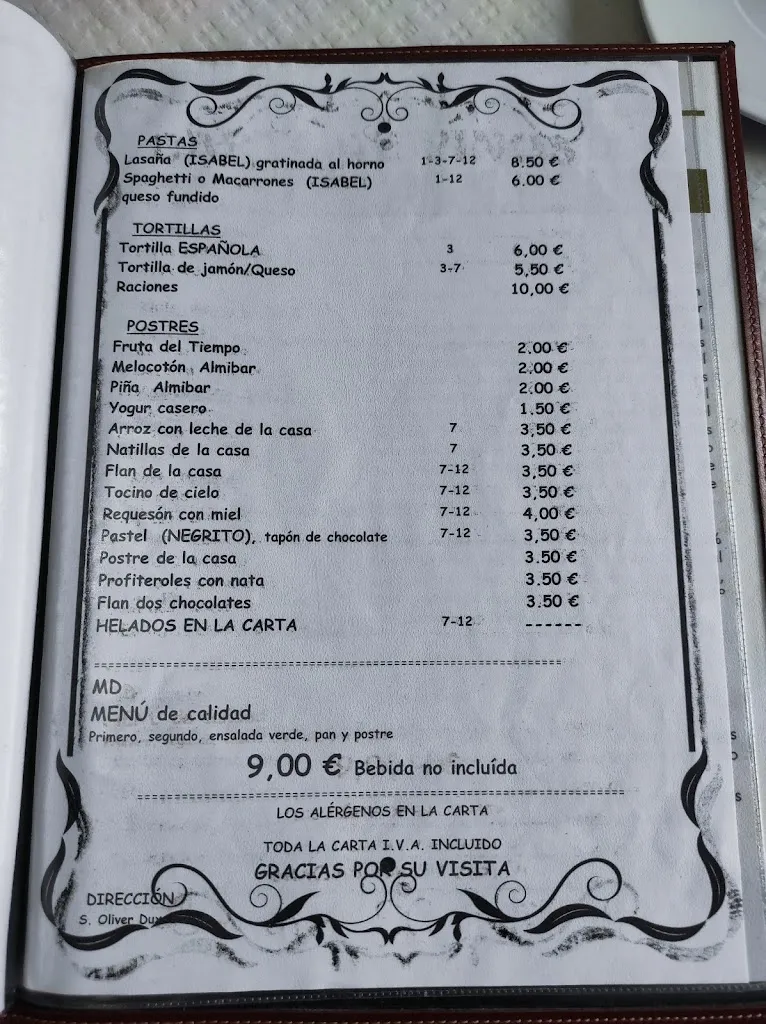 PASTAS
Lasaña (ISABEL) gratinada al horno 1-3-7-12 8.50 €
Spaghetti o Macarrones (ISABEL) 1-12 6.00 €
queso fundido
TORTILLAS
Tortilla ESPAÑOLA 3 6,00 €
Tortilla de jamón/Queso 3-7 5,50 €
Raciones 10,00 €
POSTRES
Fruta del Tiempo 2.00 €
Melocotón Almibar 2.00 €
Piña Almibar 2.00 €
Yogur casero 1.50 €
Arroz con leche de la casa 7 3,50 €
Natillas de la casa 7 3,50 €
Flan de la casa 7-12 3,50 €
Tocino de cielo 7-12 3,50 €
Requesón con miel 7-12 4,00 €
Pastel (NEGRITO), tapón de chocolate 7-12 3,50 €
Postre de la casa 3.50 €
Profiteroles con nata 3.50 €
Flan dos chocolates 3.50 €
HELADOS EN LA CARTA 7-12 ------
MD
MENÚ de calidad
Primero, segundo, ensalada verde, pan y postre
9,00 € Bebida no incluída
LOS ALÉRGENOS EN LA CARTA
TODA LA CARTA I.V.A. INCLUIDO
GRACIAS POR SU VISITA
DIRECCIÓN
S. Oliver Dux